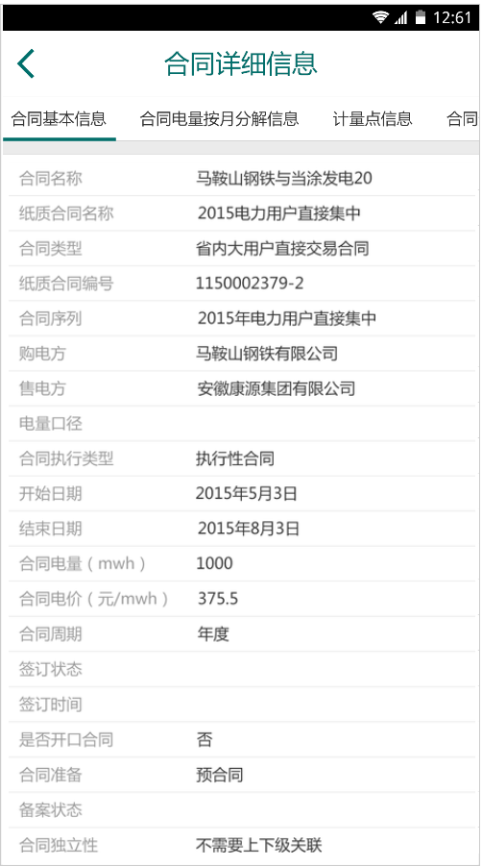 12:61
合同详细信息
合同基本信息 合同电量按月分解信息 计量点信息 合同
合同名称 马鞍山钢铁与当涂发电20
纸质合同名称 2015电力用户直接集中
合同类型 省内大用户直接交易合同
纸质合同编号 1150002379-2
合同序列 2015年电力用户直接集中
购电方 马鞍山钢铁有限公司
售电方 安徽康源集团有限公司
电量口径
合同执行类型 执行性合同
开始日期 2015年5月3日
结束日期 2015年8月3日
合同电量（mwh） 1000
合同电价（元/mwh） 375.5
合同周期 年度
签订状态
签订时间
是否开口合同 否
合同准备 预合同
备案状态
合同独立性 不需要上下级关联